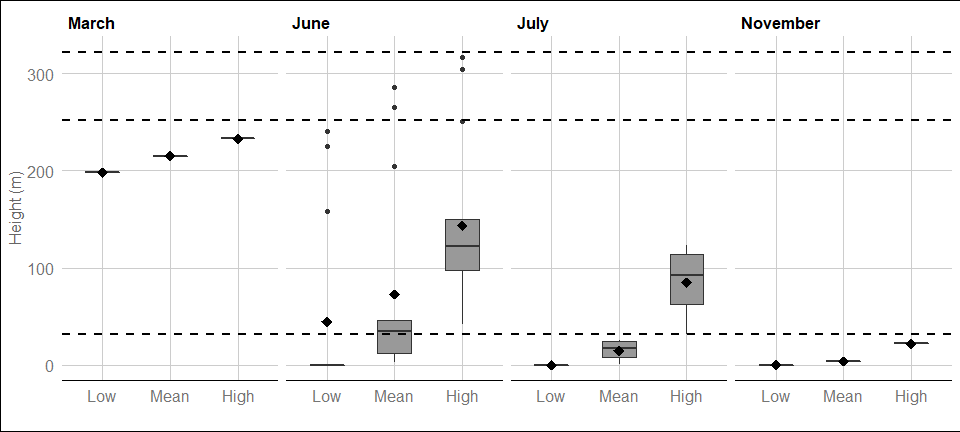 March June July November
Height (m)
300
200
100
0
Low Mean High Low Mean High Low Mean High Low Mean High